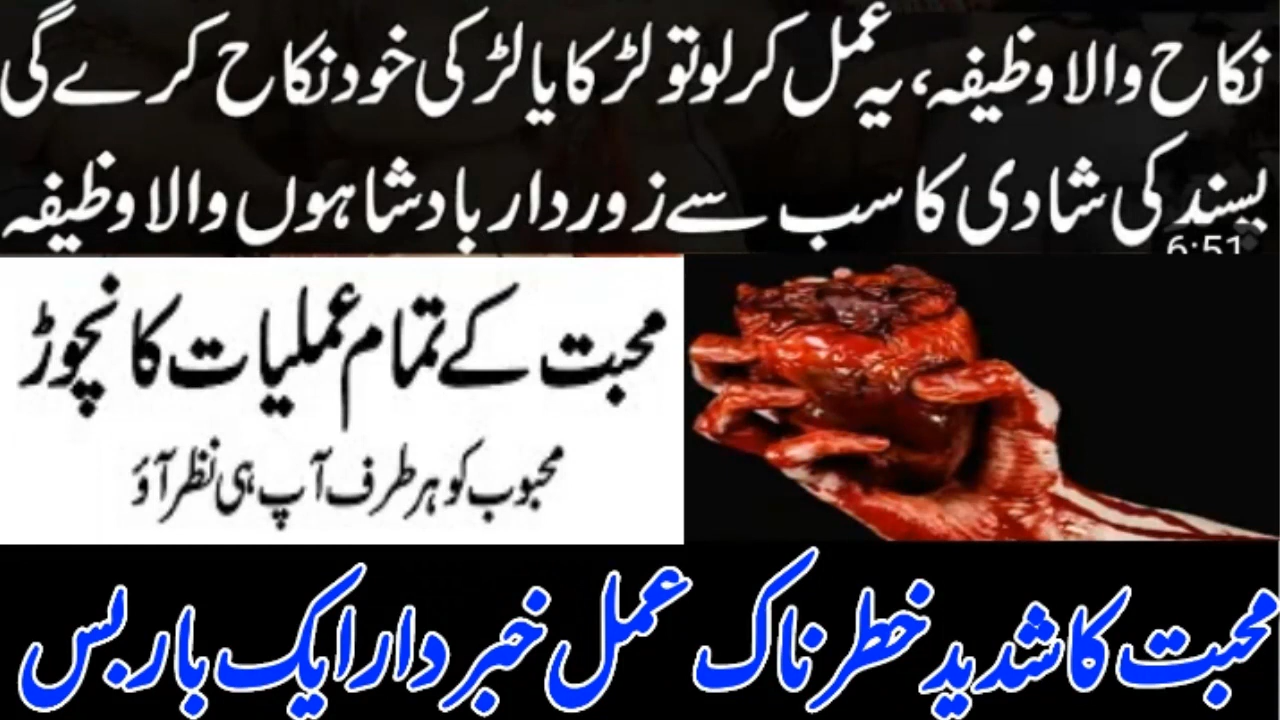 نکاح والا وظیفہ، یہ عمل کر لو تو لڑکا یا لڑکی خود نکاح کرے گی
پسند کی شادی کا سب سے زوردار بادشاہوں والا وظیفہ
6:51
محبت کے تمام عملیات کا نچوڑ
محبوب کو ہر طرف آپ ہی نظر آؤ
محبت کا شدید خطرناک عمل خبردار ایک بار بس